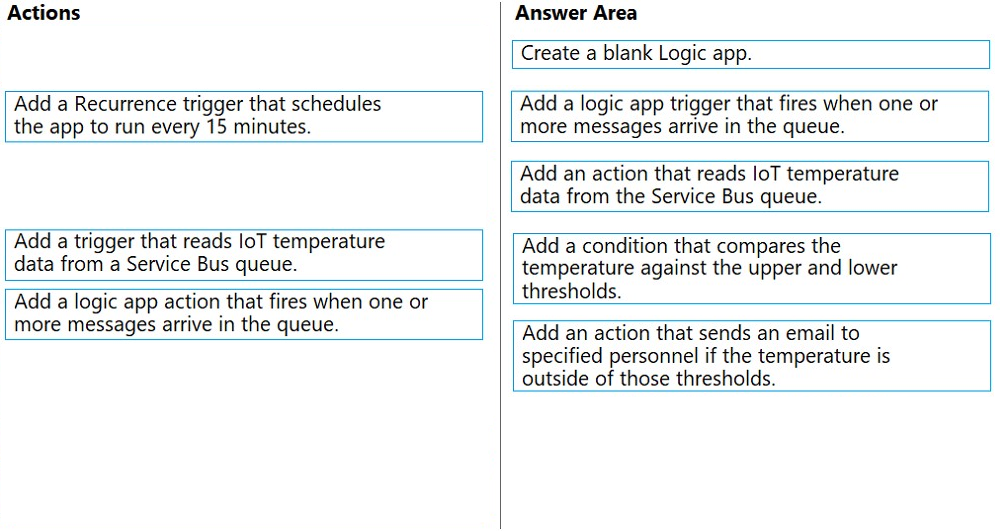 Actions
Add a Recurrence trigger that schedules
the app to run every 15 minutes.
Add a trigger that reads IoT temperature
data from a Service Bus queue.
Add a logic app action that fires when one or
more messages arrive in the queue.
Answer Area
Create a blank Logic app.
Add a logic app trigger that fires when one or
more messages arrive in the queue.
Add an action that reads IoT temperature
data from the Service Bus queue.
Add a condition that compares the
temperature against the upper and lower
thresholds.
Add an action that sends an email to
specified personnel if the temperature is
outside of those thresholds.